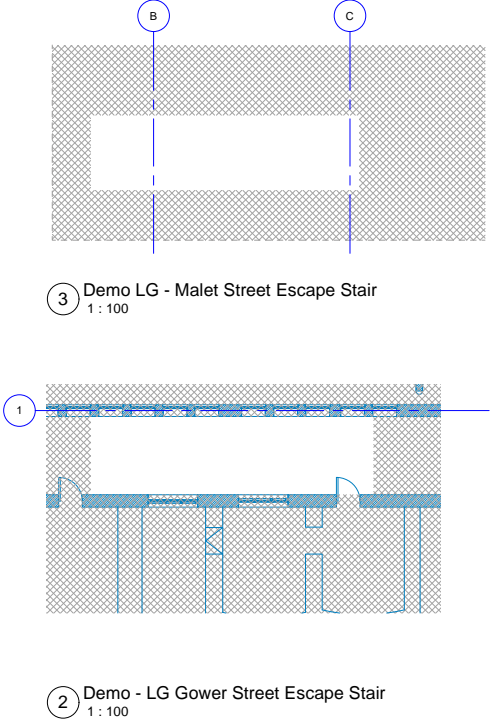 B
C
3
Demo LG - Malet Street Escape Stair
1 : 100
1
2
Demo - LG Gower Street Escape Stair
1 : 100